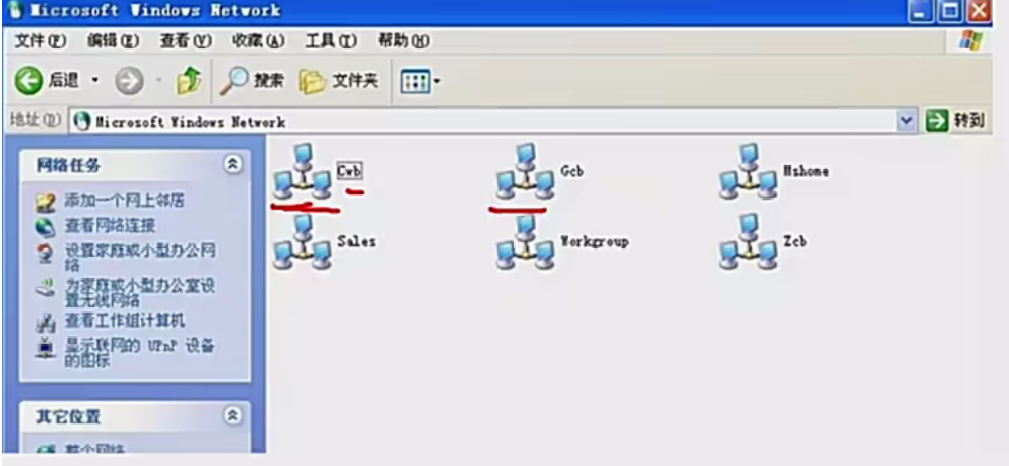 Microsoft Windows Network
文件(F) 编辑(E) 查看(V) 收藏(A) 工具(T) 帮助(H)
后退 搜索 文件夹
地址(D) Microsoft Windows Network 转到
网络任务
添加一个网上邻居
查看网络连接
设置家庭或小型办公网
络
为家庭或小型办公室设
置无线网络
查看工作组计算机
显示联网的 UPnP 设备
的图标
其它位置
整个网络
Cwb Gcb Mshome
Sales Workgroup Zcb